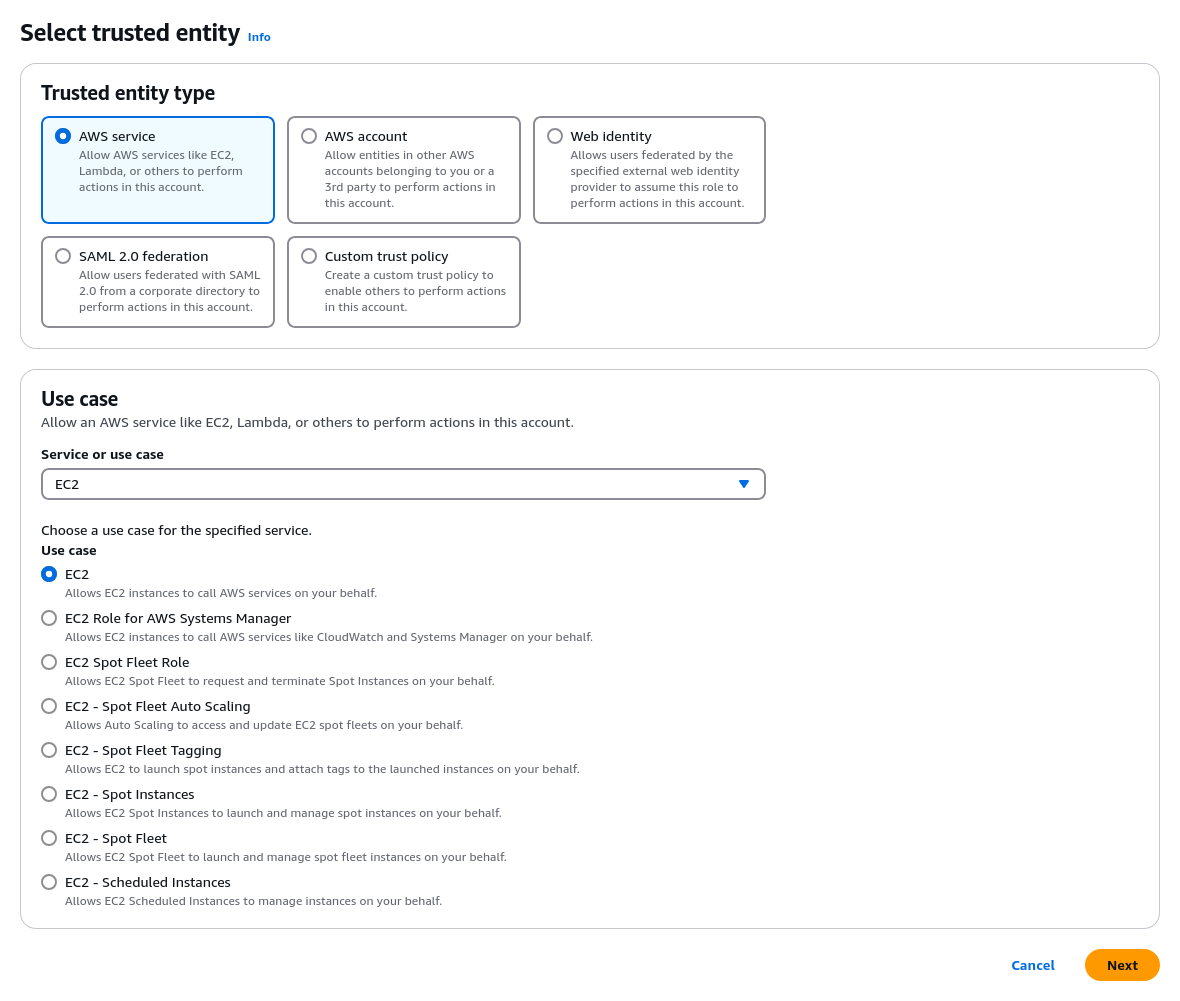 Select trusted entity Info
Trusted entity type
AWS service
Allow AWS services like EC2,
Lambda, or others to perform
actions in this account.
AWS account
Allow entities in other AWS
accounts belonging to you or a
3rd party to perform actions in
this account.
Web identity
Allows users federated by the
specified external web identity
provider to assume this role to
perform actions in this account.
SAML 2.0 federation
Allow users federated with SAML
2.0 from a corporate directory to
perform actions in this account.
Custom trust policy
Create a custom trust policy to
enable others to perform actions
in this account.
Use case
Allow an AWS service like EC2, Lambda, or others to perform actions in this account.
Service or use case
EC2
Choose a use case for the specified service.
Use case
EC2
Allows EC2 instances to call AWS services on your behalf.
EC2 Role for AWS Systems Manager
Allows EC2 instances to call AWS services like CloudWatch and Systems Manager on your behalf.
EC2 Spot Fleet Role
Allows EC2 Spot Fleet to request and terminate Spot Instances on your behalf.
EC2 - Spot Fleet Auto Scaling
Allows Auto Scaling to access and update EC2 spot fleets on your behalf.
EC2 - Spot Fleet Tagging
Allows EC2 to launch spot instances and attach tags to the launched instances on your behalf.
EC2 - Spot Instances
Allows EC2 Spot Instances to launch and manage spot instances on your behalf.
EC2 - Spot Fleet
Allows EC2 Spot Fleet to launch and manage spot fleet instances on your behalf.
EC2 - Scheduled Instances
Allows EC2 Scheduled Instances to manage instances on your behalf.
Cancel
Next